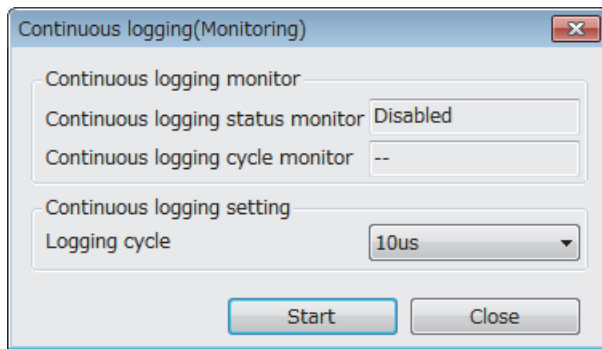 Continuous logging(Monitoring)
Continuous logging monitor
Continuous logging status monitor Disabled
Continuous logging cycle monitor --
Continuous logging setting
Logging cycle 10us
Start Close